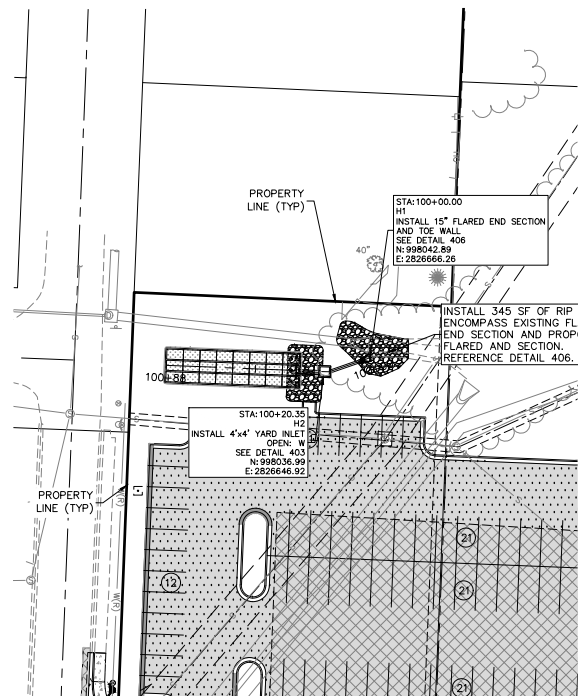 PROPERTY
LINE (TYP)
STA:100+00.00
H1
INSTALL 15" FLARED END SECTION
AND TOE WALL
SEE DETAIL 406
N: 998042.89
E: 2826666.26
40"
INSTALL 345 SF OF RIP
ENCOMPASS EXISTING FL
END SECTION AND PROPO
FLARED AND SECTION.
REFERENCE DETAIL 406.
100+88
STA:100+20.35
H2
INSTALL 4'x4' YARD INLET
OPEN: W
SEE DETAIL 403
N: 998036.99
E: 2826646.92
PROPERTY
LINE (TYP)
W(R)
W(R)
12
21
21
21